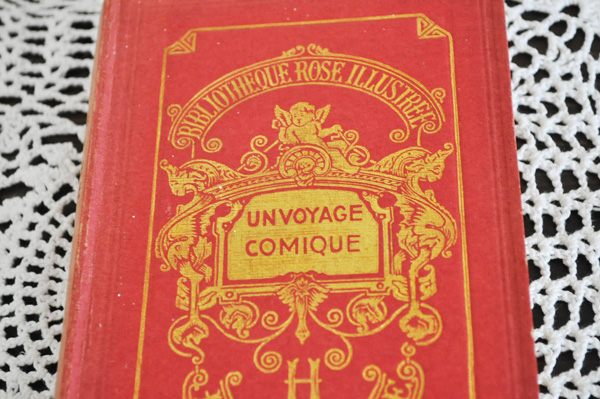 BIBLIOTHEQUE ROSE ILLUSTREE
UN VOYAGE
COMIQUE
H